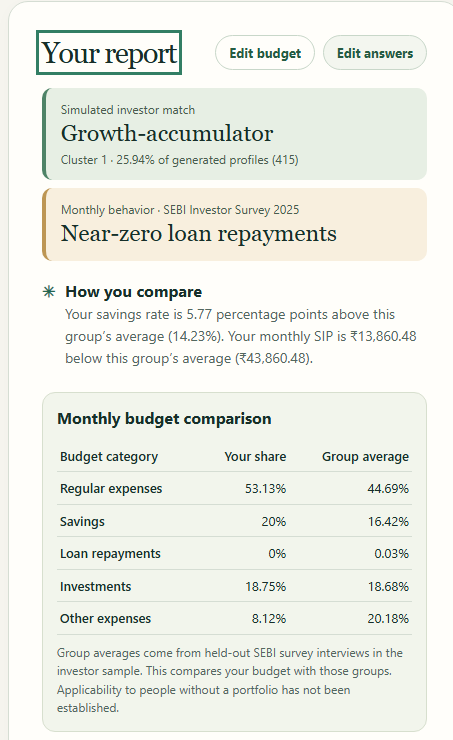 Your report
Edit budget
Edit answers
Simulated investor match
Growth-accumulator
Cluster 1 · 25.94% of generated profiles (415)
Monthly behavior · SEBI Investor Survey 2025
Near-zero loan repayments
How you compare
Your savings rate is 5.77 percentage points above this
group’s average (14.23%). Your monthly SIP is ₹13,860.48
below this group’s average (₹43,860.48).
Monthly budget comparison
Budget category Your share Group average
Regular expenses 53.13% 44.69%
Savings 20% 16.42%
Loan repayments 0% 0.03%
Investments 18.75% 18.68%
Other expenses 8.12% 20.18%
Group averages come from held-out SEBI survey interviews in the
investor sample. This compares your budget with those groups.
Applicability to people without a portfolio has not been
established.